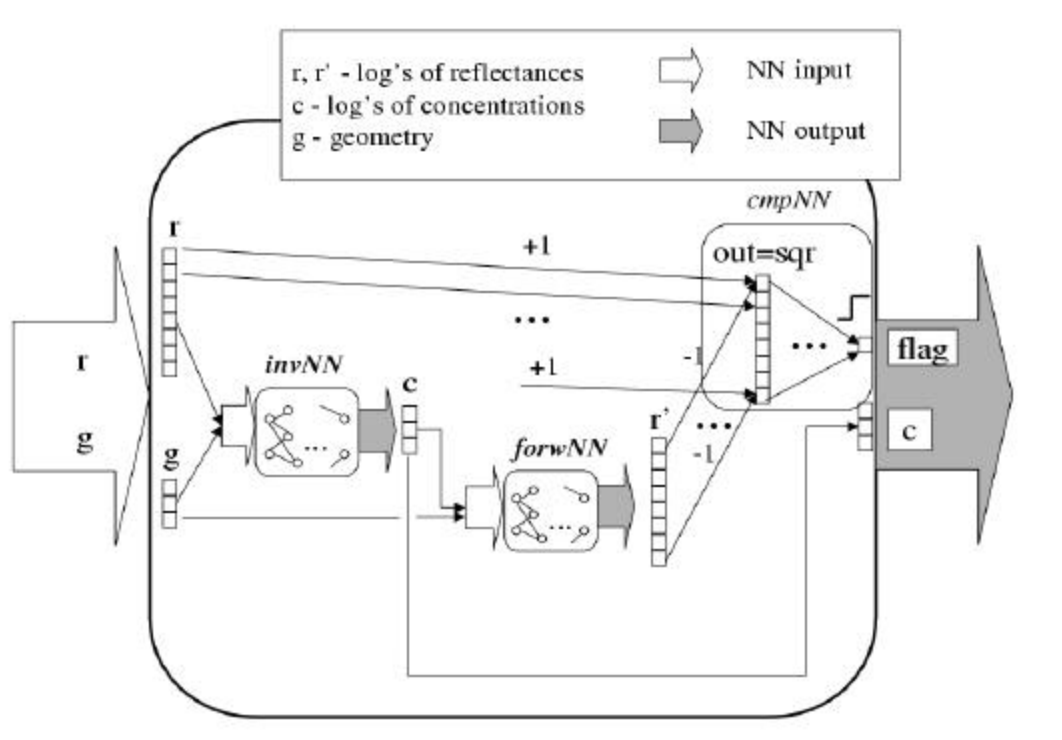 r, r' - log's of reflectances
c - log's of concentrations
g - geometry
NN input
NN output
cmpNN
r
+1
out=sqr
...
r
g
invNN
...
c
+1
-1
...
flag
g
forwNN
...
r'
...
-1
c